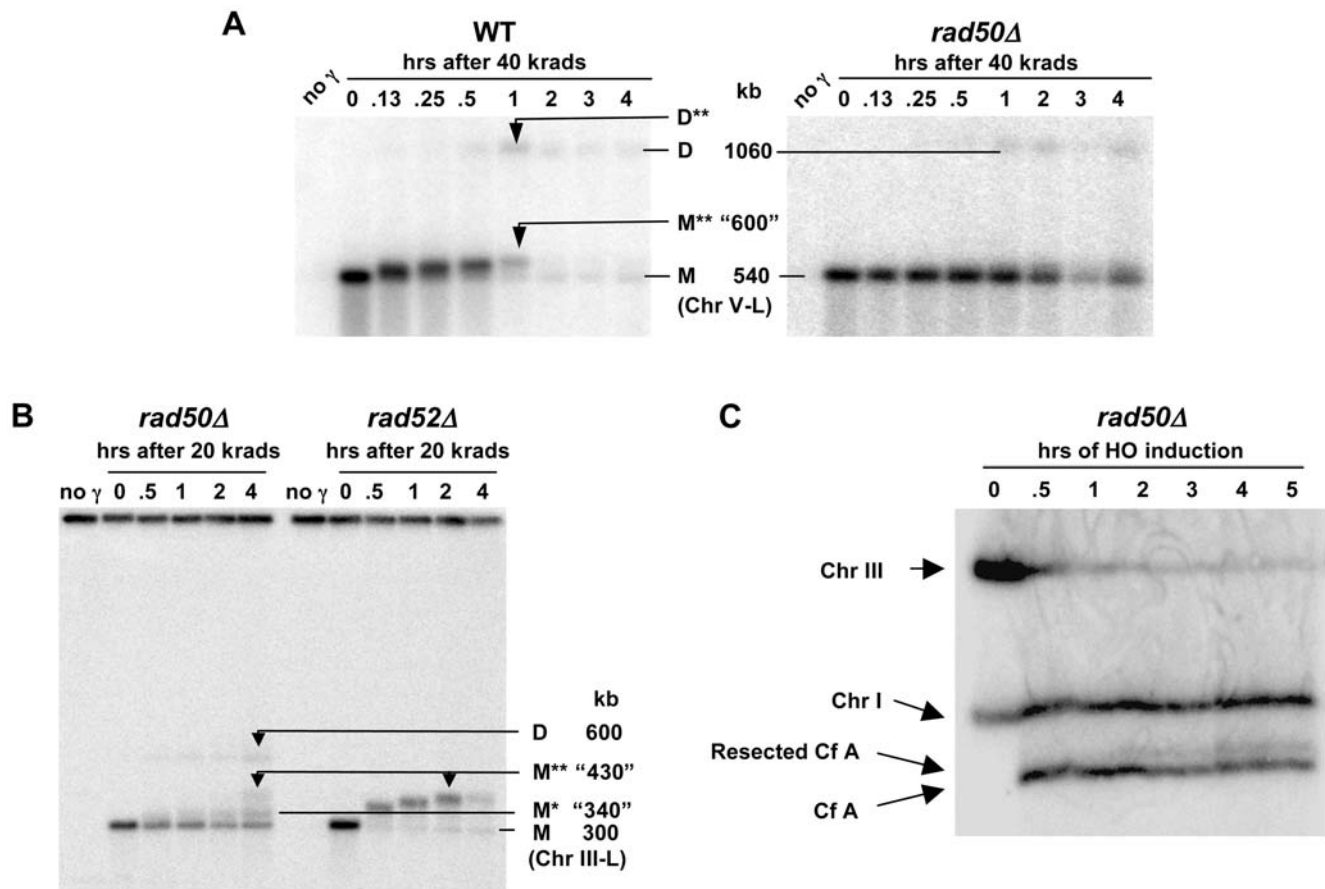 A
WT
hrs after 40 krads
no γ 0 .13 .25 .5 1 2 3 4
kb
D**
D 1060
M** “600”
M 540
(Chr V-L)
rad50Δ
hrs after 40 krads
no γ 0 .13 .25 .5 1 2 3 4
B
rad50Δ
hrs after 20 krads
no γ 0 .5 1 2 4
rad52Δ
hrs after 20 krads
no γ 0 .5 1 2 4
kb
D 600
M** “430”
M* “340”
M 300
(Chr III-L)
C
rad50Δ
hrs of HO induction
0 .5 1 2 3 4 5
Chr III
Chr I
Resected Cf A
Cf A